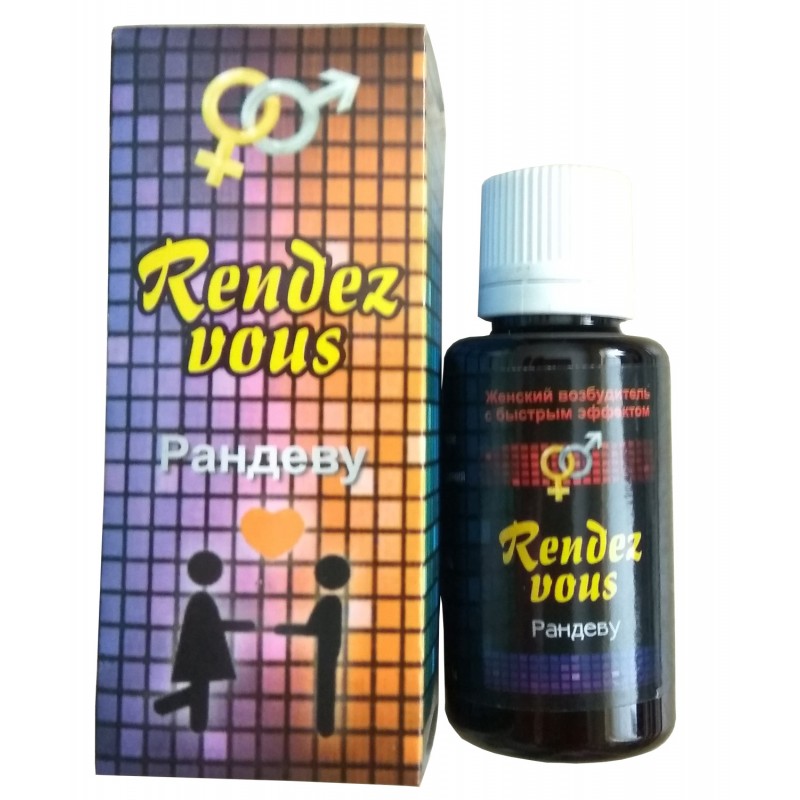 Rendez
vous
Рандеву
Женский возбудитель
с быстрым эффектом
Rendez
vous
Рандеву